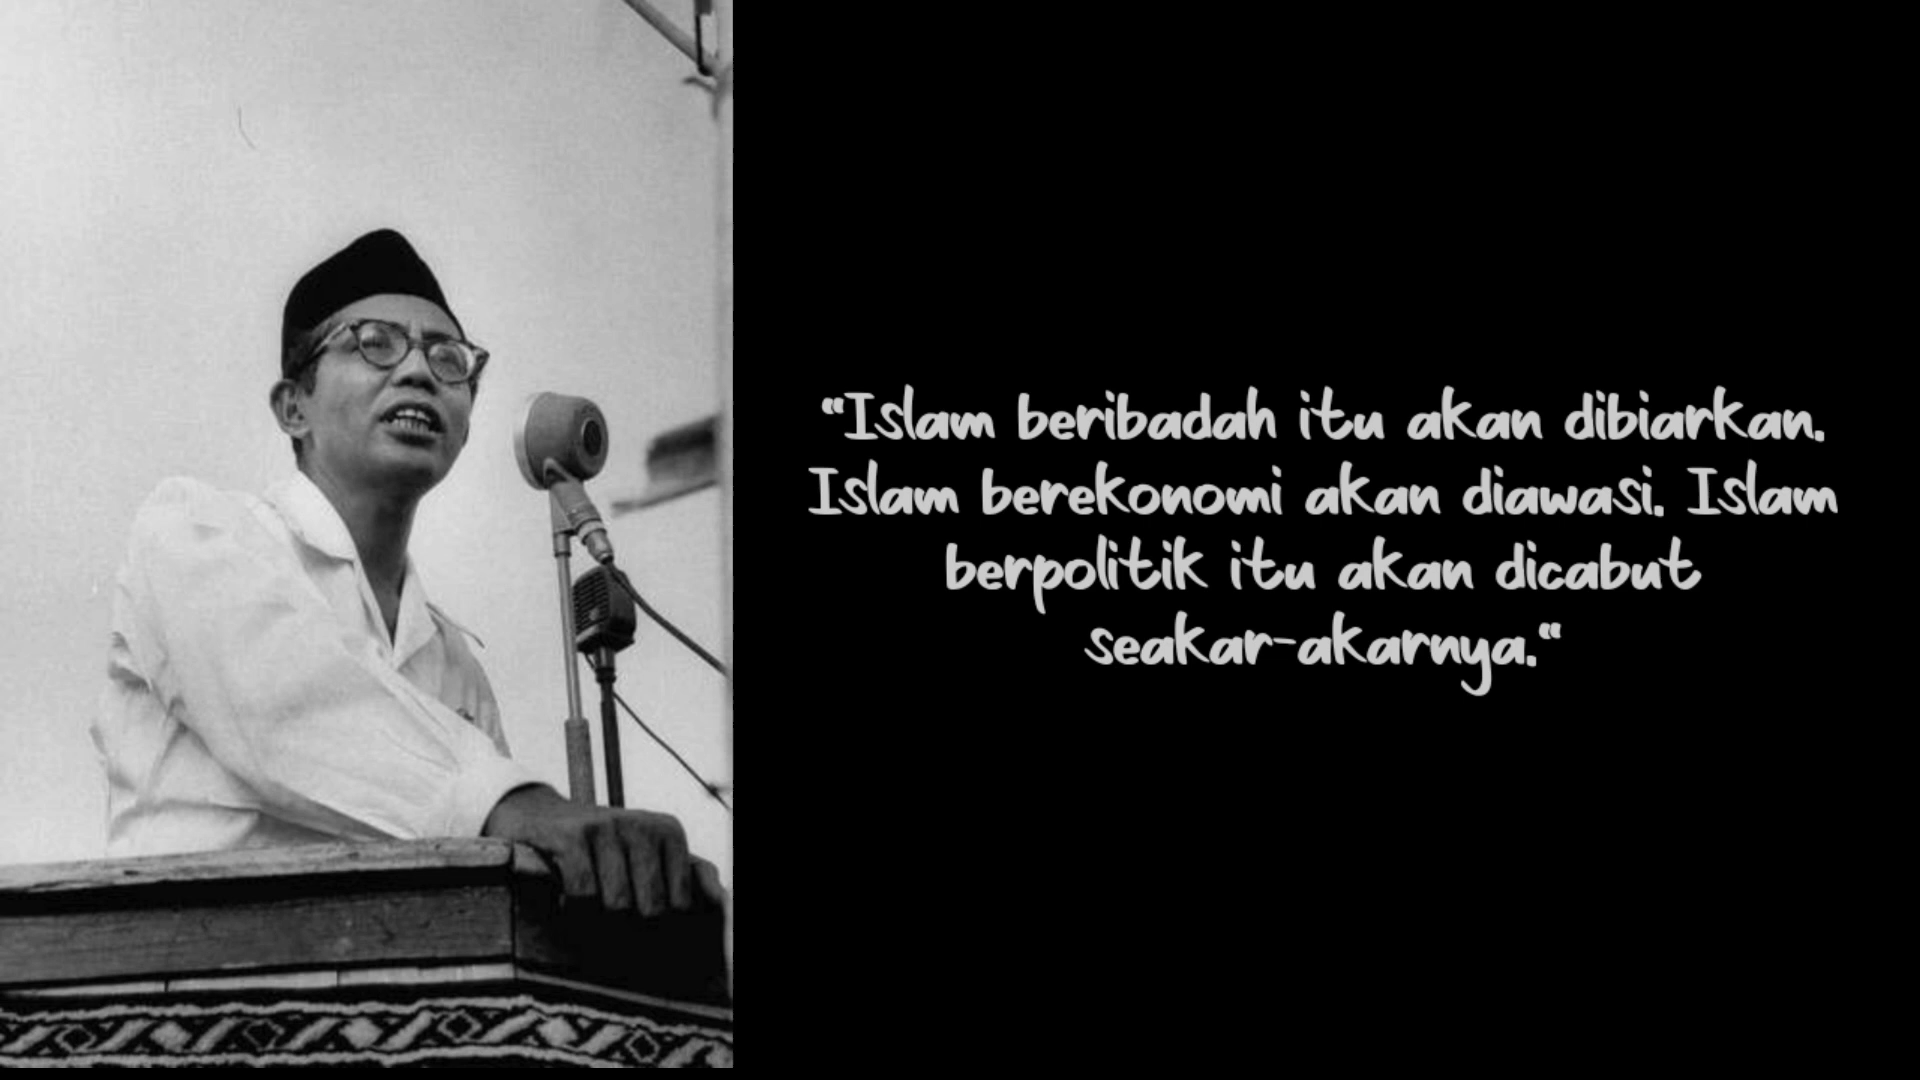 “Islam beribadah itu akan dibiarkan.
Islam berekonomi akan diawasi. Islam
berpolitik itu akan dicabut
seakar-akarnya.“